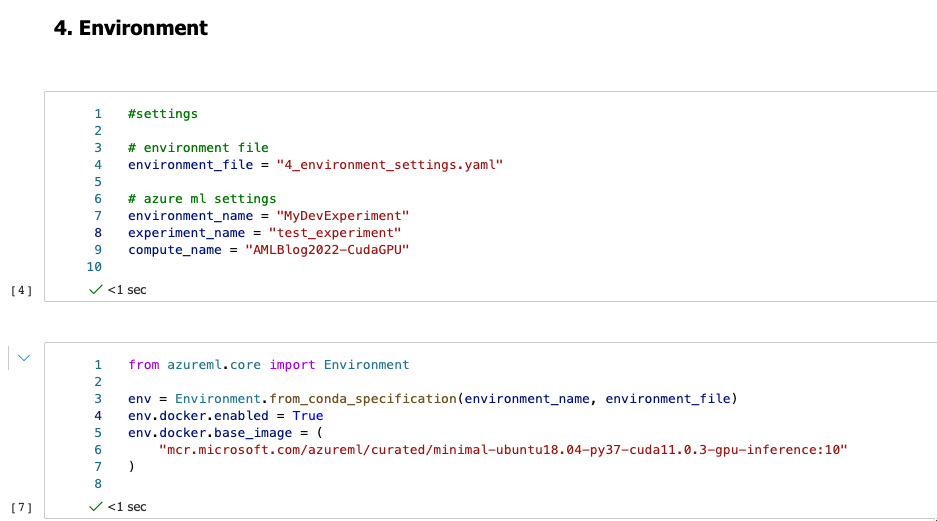 4. Environment
1 #settings
2
3 # environment file
4 environment_file = "4_environment_settings.yaml"
5
6 # azure ml settings
7 environment_name = "MyDevExperiment"
8 experiment_name = "test_experiment"
9 compute_name = "AMLBlog2022-CudaGPU"
10
[4] <1 sec
1 from azureml.core import Environment
2
3 env = Environment.from_conda_specification(environment_name, environment_file)
4 env.docker.enabled = True
5 env.docker.base_image = (
6     "mcr.microsoft.com/azureml/curated/minimal-ubuntu18.04-py37-cuda11.0.3-gpu-inference:10"
7 )
8
[7] <1 sec